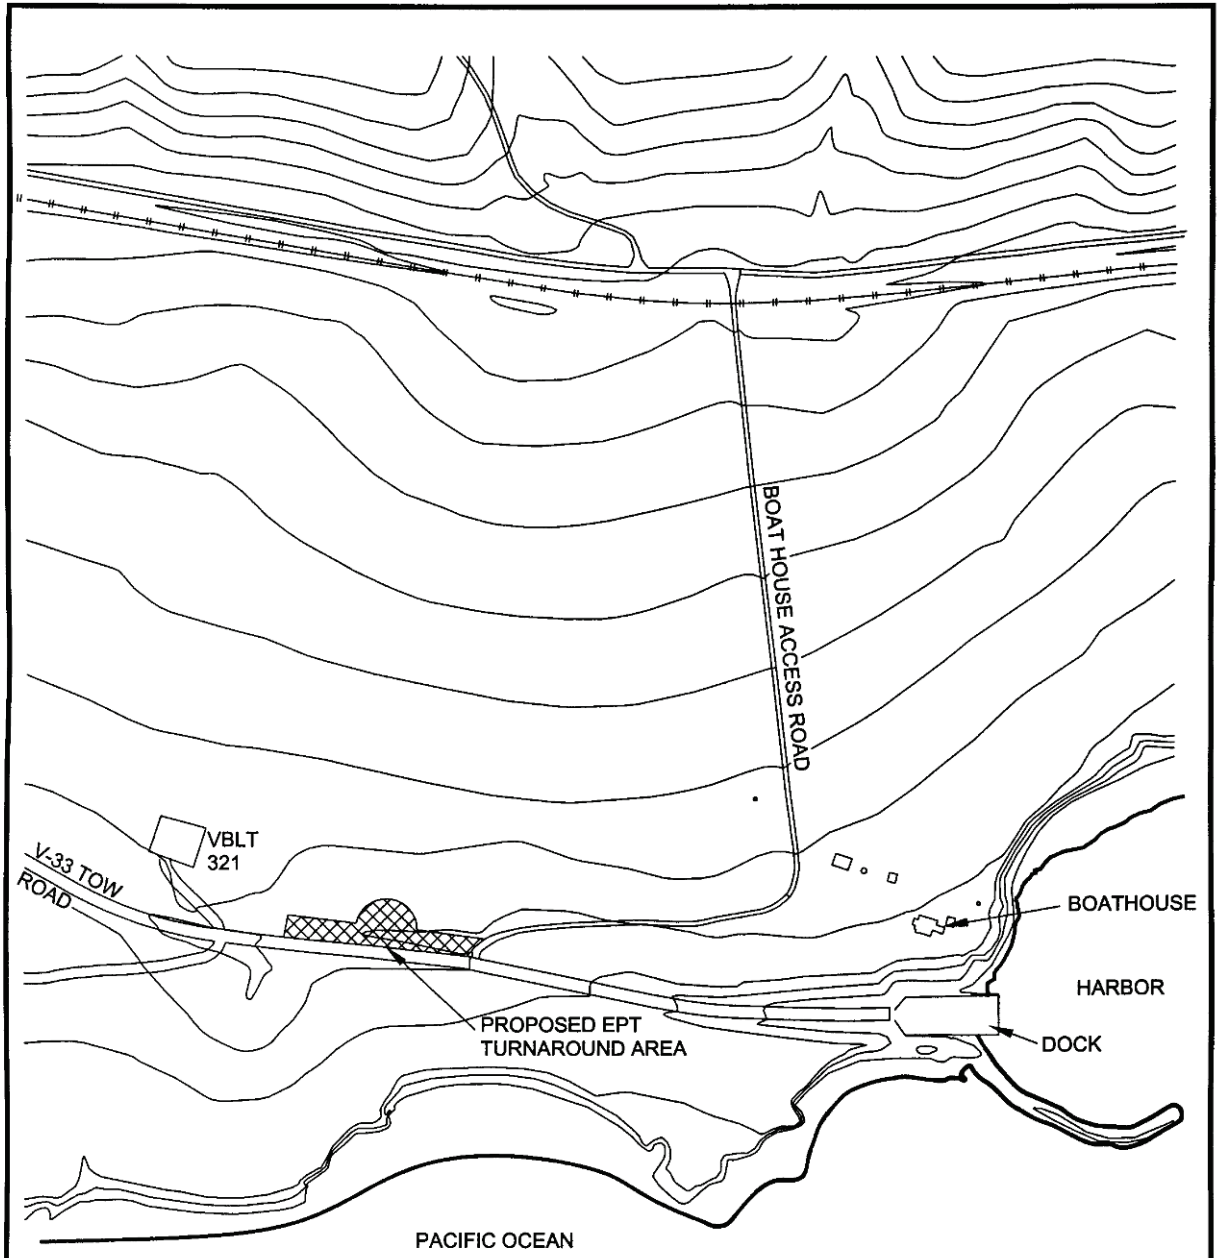 BOAT HOUSE ACCESS ROAD
VBLT
321
V-33 TOW
ROAD
BOATHOUSE
HARBOR
PROPOSED EPT
TURNAROUND AREA
DOCK
PACIFIC OCEAN